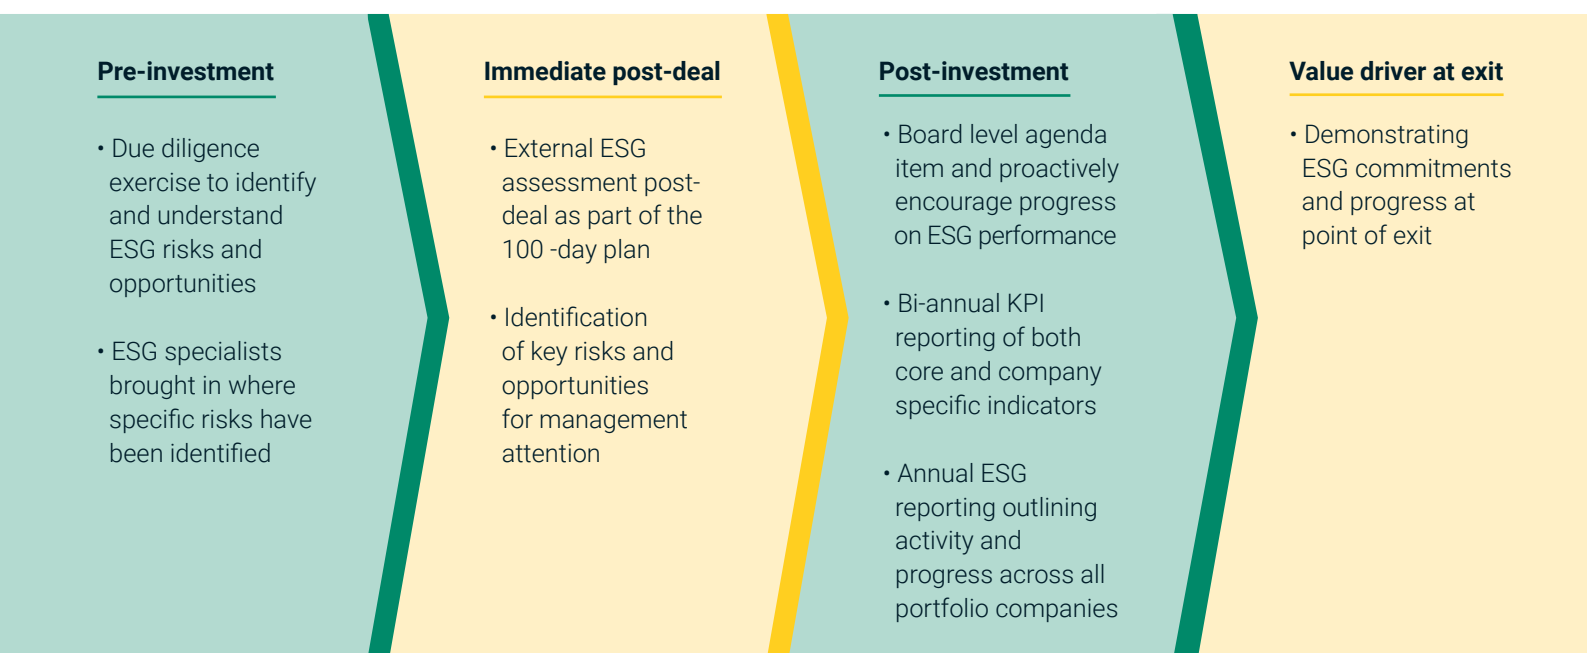 Pre-investment
• Due diligence
exercise to identify
and understand
ESG risks and
opportunities
• ESG specialists
brought in where
specific risks have
been identified
Immediate post-deal
• External ESG
assessment post-
deal as part of the
100 -day plan
• Identification
of key risks and
opportunities
for management
attention
Post-investment
• Board level agenda
item and proactively
encourage progress
on ESG performance
• Bi-annual KPI
reporting of both
core and company
specific indicators
• Annual ESG
reporting outlining
activity and
progress across all
portfolio companies
Value driver at exit
• Demonstrating
ESG commitments
and progress at
point of exit